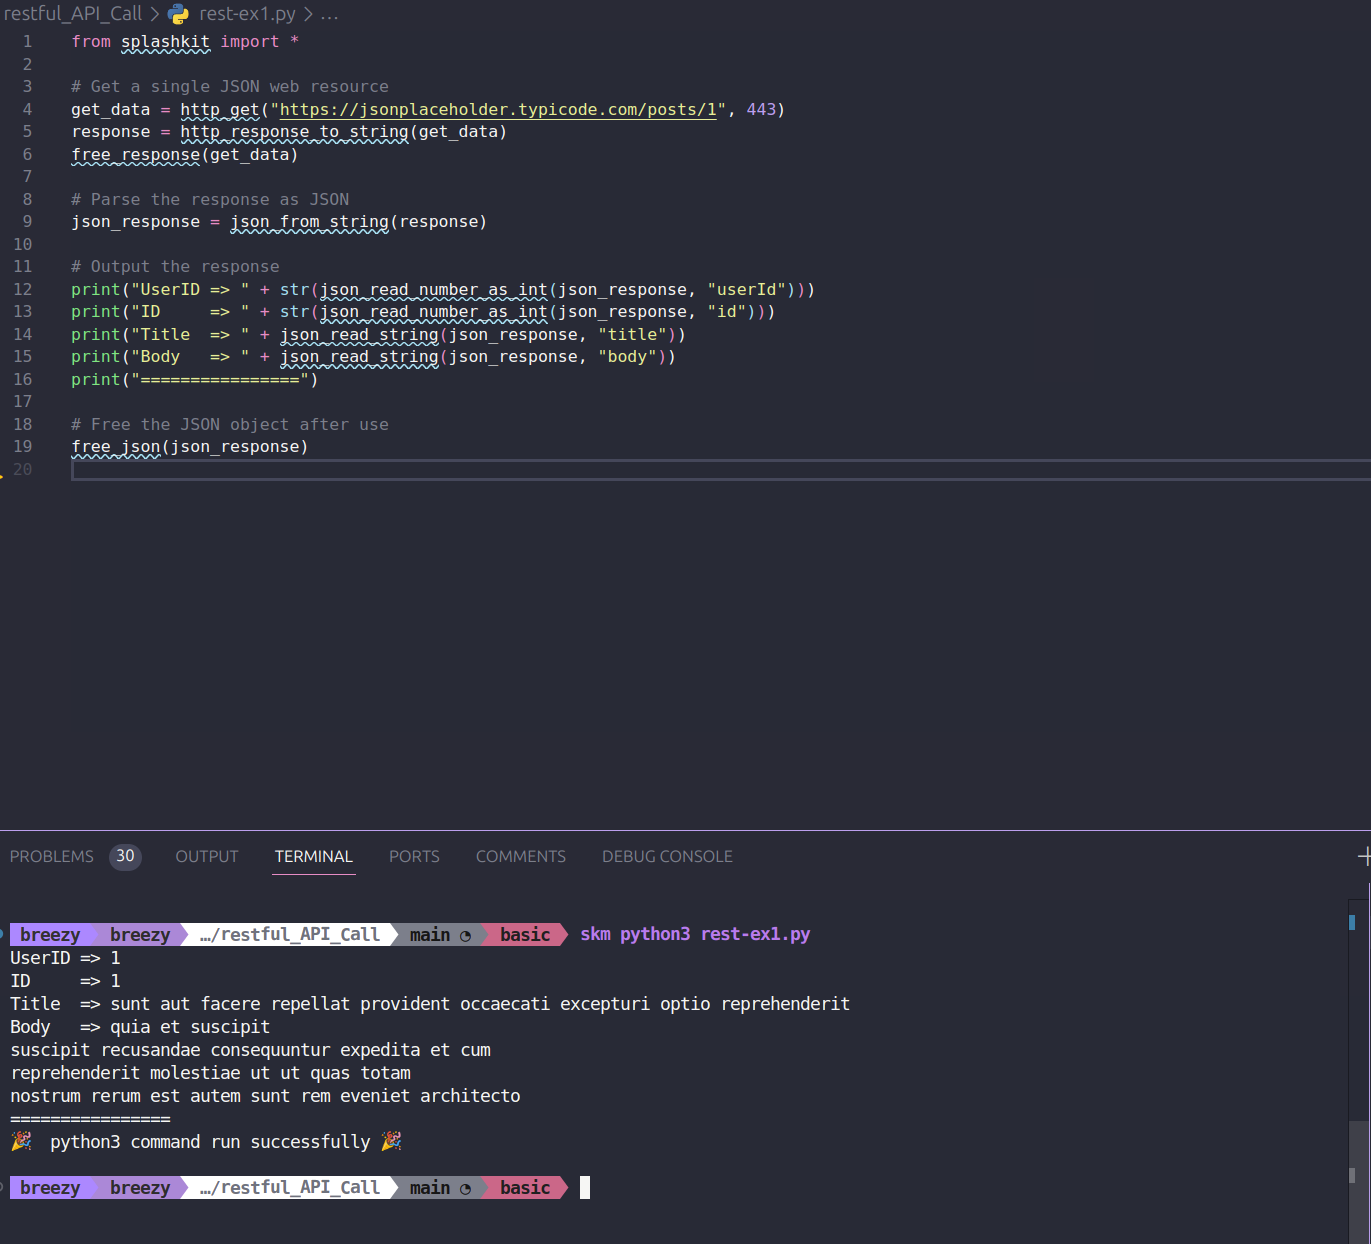 restful_API_Call > rest-ex1.py > ...
1 from splashkit import *
2
3 # Get a single JSON web resource
4 get_data = http_get("https://jsonplaceholder.typicode.com/posts/1", 443)
5 response = http_response_to_string(get_data)
6 free_response(get_data)
7
8 # Parse the response as JSON
9 json_response = json_from_string(response)
10
11 # Output the response
12 print("UserID => " + str(json_read_number_as_int(json_response, "userId")))
13 print("ID     => " + str(json_read_number_as_int(json_response, "id")))
14 print("Title  => " + json_read_string(json_response, "title"))
15 print("Body   => " + json_read_string(json_response, "body"))
16 print("================")
17
18 # Free the JSON object after use
19 free_json(json_response)
20
PROBLEMS 30 OUTPUT TERMINAL PORTS COMMENTS DEBUG CONSOLE
breezy breezy …/restful_API_Call main basic skm python3 rest-ex1.py
UserID => 1
ID     => 1
Title  => sunt aut facere repellat provident occaecati excepturi optio reprehenderit
Body   => quia et suscipit
suscipit recusandae consequuntur expedita et cum
reprehenderit molestiae ut ut quas totam
nostrum rerum est autem sunt rem eveniet architecto
================
🎉 python3 command run successfully 🎉
breezy breezy …/restful_API_Call main basic